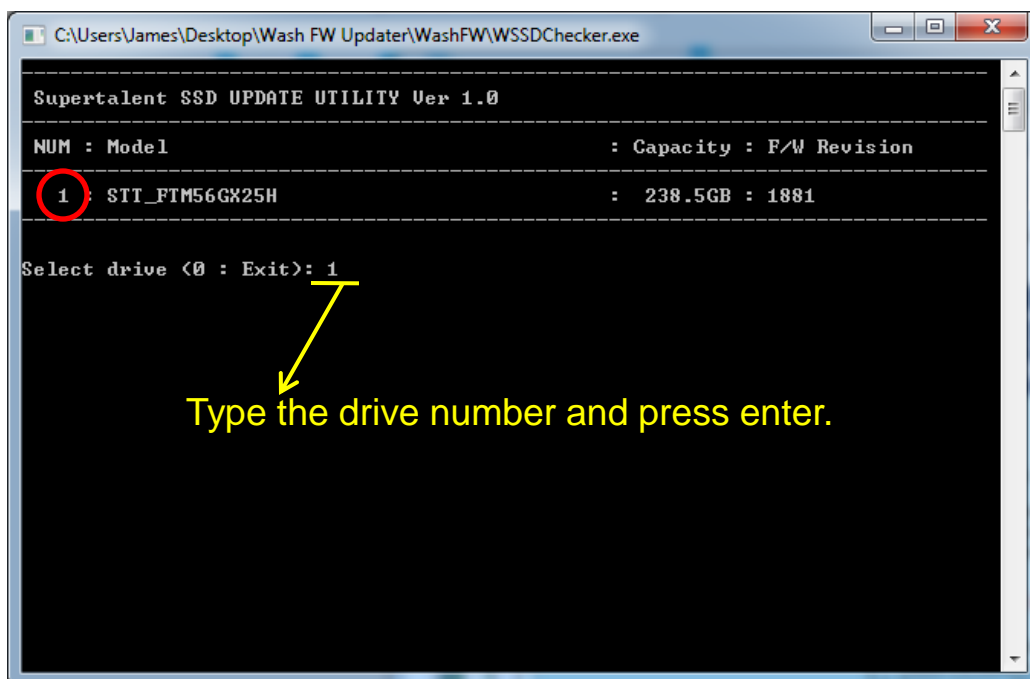 C:\Users\James\Desktop\Wash FW Updater\WashFW\WSSDChecker.exe
Supertalent SSD UPDATE UTILITY Ver 1.0
NUM : Model : Capacity : F/W Revision
1 : STT_FTM56GX25H : 238.5GB : 1881
Select drive (0 : Exit): 1
Type the drive number and press enter.